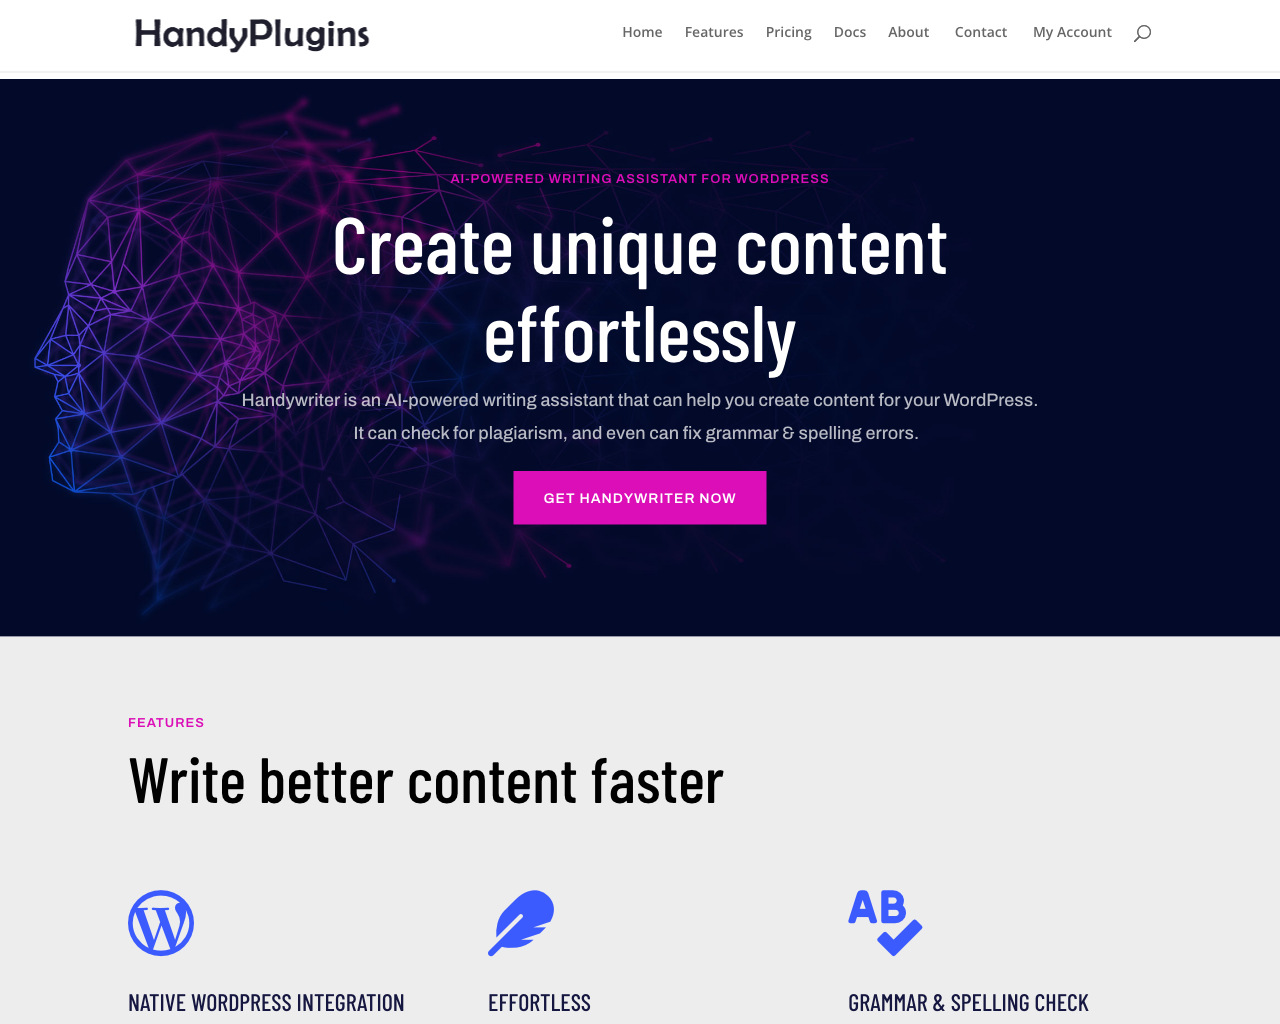 HandyPlugins
Home Features Pricing Docs About Contact My Account
AI-POWERED WRITING ASSISTANT FOR WORDPRESS
Create unique content
effortlessly
Handywriter is an AI-powered writing assistant that can help you create content for your WordPress.
It can check for plagiarism, and even can fix grammar & spelling errors.
GET HANDYWRITER NOW
FEATURES
Write better content faster
AB
NATIVE WORDPRESS INTEGRATION
EFFORTLESS
GRAMMAR & SPELLING CHECK